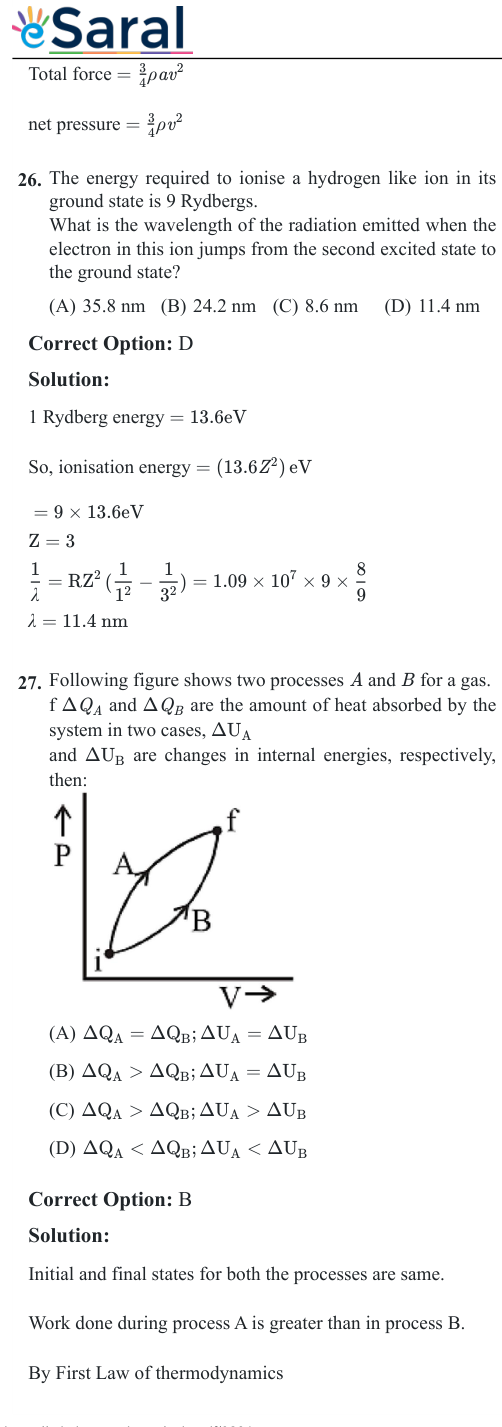 eSaral
Total force = 3/4 ρav²
net pressure = 3/4 ρv²
26. The energy required to ionise a hydrogen like ion in its
ground state is 9 Rydbergs.
What is the wavelength of the radiation emitted when the
electron in this ion jumps from the second excited state to
the ground state?
(A) 35.8 nm (B) 24.2 nm (C) 8.6 nm (D) 11.4 nm
Correct Option: D
Solution:
1 Rydberg energy = 13.6eV
So, ionisation energy = (13.6Z²) eV
= 9 × 13.6eV
Z = 3
1/λ = RZ² (1/1² − 1/3²) = 1.09 × 10⁷ × 9 × 8/9
λ = 11.4 nm
27. Following figure shows two processes A and B for a gas.
f ΔQ_A and ΔQ_B are the amount of heat absorbed by the
system in two cases, ΔU_A
and ΔU_B are changes in internal energies, respectively,
then:
f
P
A
B
i
V
(A) ΔQ_A = ΔQ_B; ΔU_A = ΔU_B
(B) ΔQ_A > ΔQ_B; ΔU_A = ΔU_B
(C) ΔQ_A > ΔQ_B; ΔU_A > ΔU_B
(D) ΔQ_A < ΔQ_B; ΔU_A < ΔU_B
Correct Option: B
Solution:
Initial and final states for both the processes are same.
Work done during process A is greater than in process B.
By First Law of thermodynamics